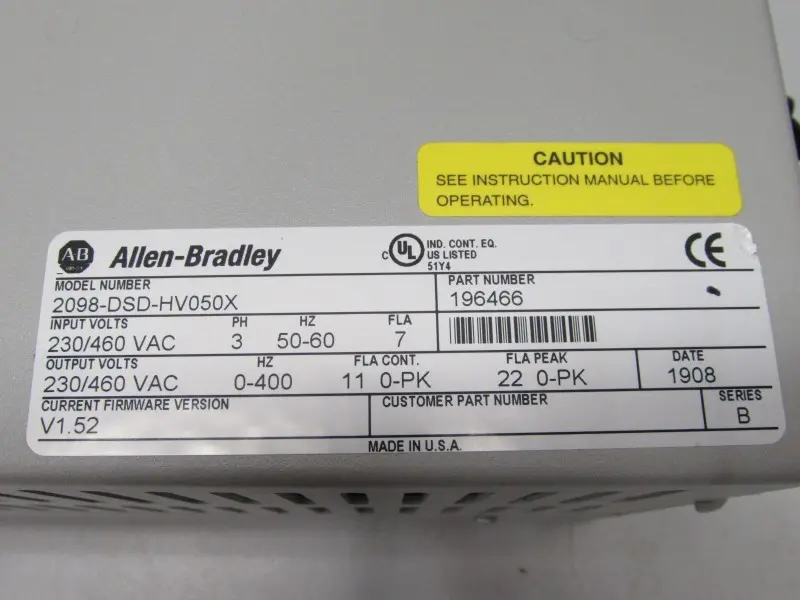 CAUTION
SEE INSTRUCTION MANUAL BEFORE
OPERATING.
AB Allen-Bradley
C UL US LISTED
IND. CONT. EQ.
51Y4
CE
MODEL NUMBER
2098-DSD-HV050X
PART NUMBER
196466
INPUT VOLTS PH HZ FLA
230/460 VAC 3 50-60 7
OUTPUT VOLTS HZ FLA CONT. FLA PEAK DATE
230/460 VAC 0-400 11 0-PK 22 0-PK 1908
CURRENT FIRMWARE VERSION CUSTOMER PART NUMBER SERIES
V1.52 B
MADE IN U.S.A.